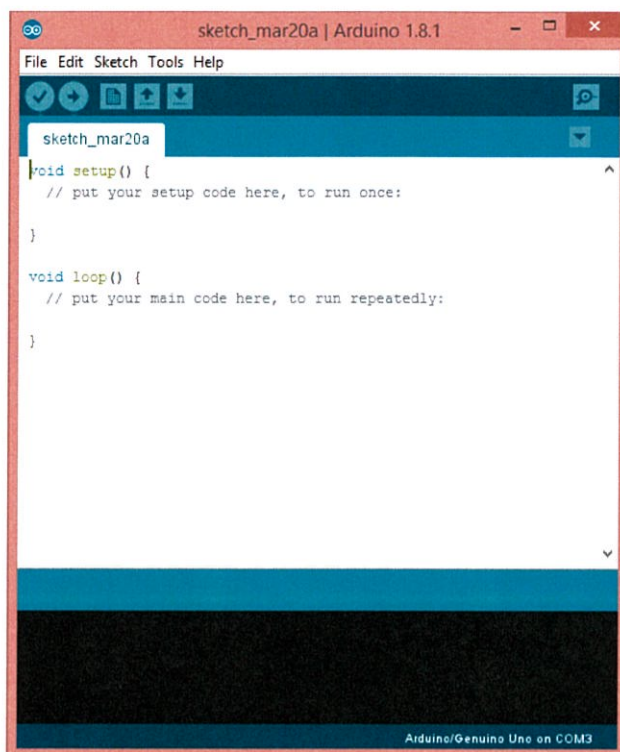 sketch_mar20a | Arduino 1.8.1
File Edit Sketch Tools Help
sketch_mar20a
void setup() {
// put your setup code here, to run once:
}
void loop() {
// put your main code here, to run repeatedly:
}
Arduino/Genuino Uno on COM3